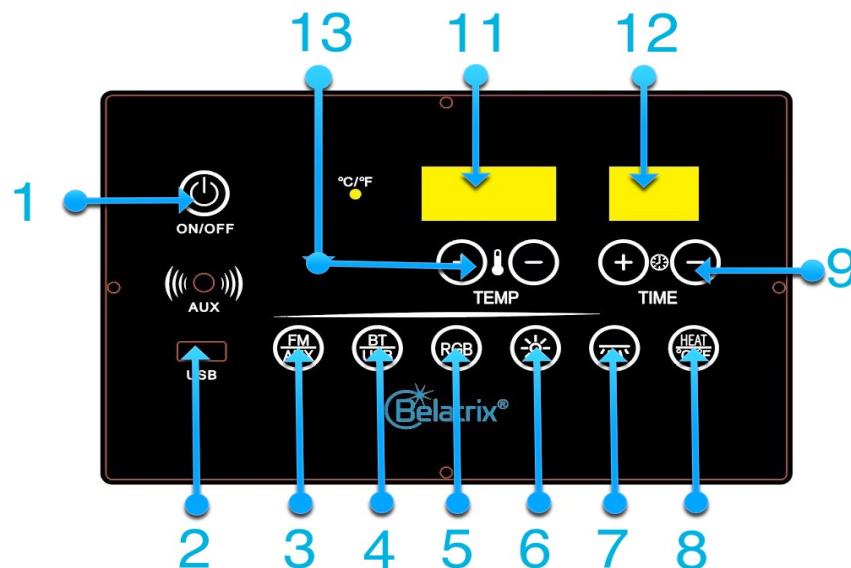 13 11 12
1
°C/°F
ON/OFF
+ − + −
9
TEMP TIME
AUX
FM BT RGB HEAT
AUX USB °C/°F
USB
Belatrix®
2 3 4 5 6 7 8